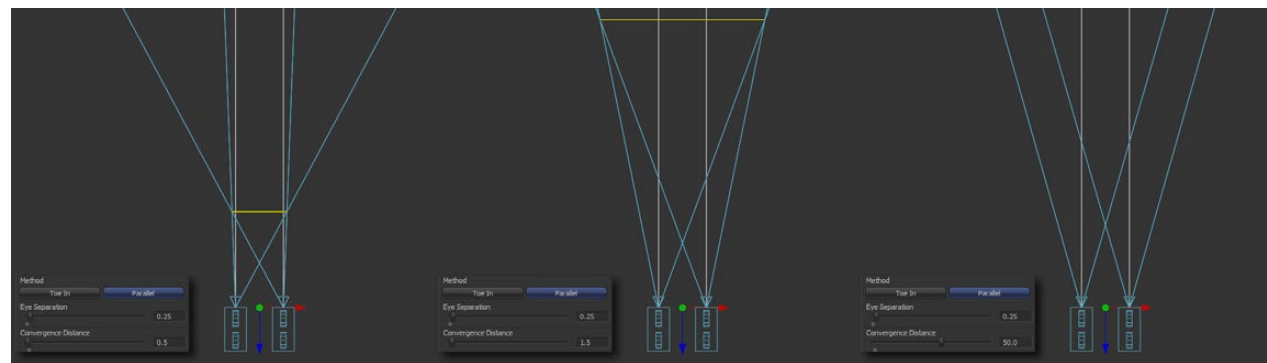 Method
Toe In Parallel
Eye Separation
0.25
Convergence Distance
0.5
Method
Toe In Parallel
Eye Separation
0.25
Convergence Distance
1.5
Method
Toe In Parallel
Eye Separation
0.25
Convergence Distance
50.0